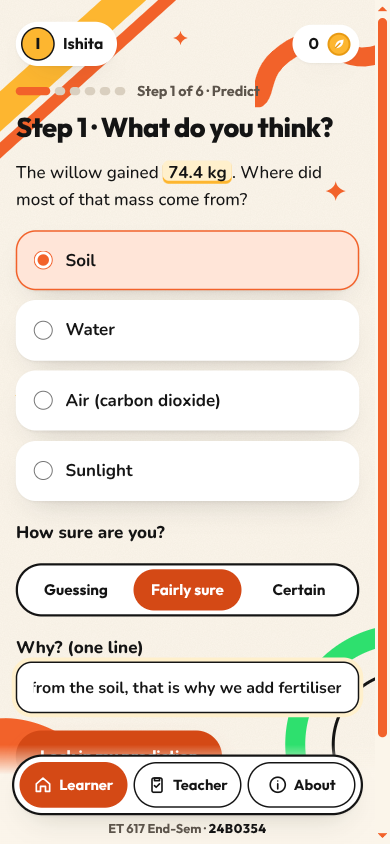 I Ishita
0
Step 1 of 6 · Predict
Step 1 · What do you think?
The willow gained 74.4 kg. Where did
most of that mass come from?
Soil
Water
Air (carbon dioxide)
Sunlight
How sure are you?
Guessing Fairly sure Certain
Why? (one line)
from the soil, that is why we add fertiliser
Learner Teacher About
ET 617 End-Sem · 24B0354